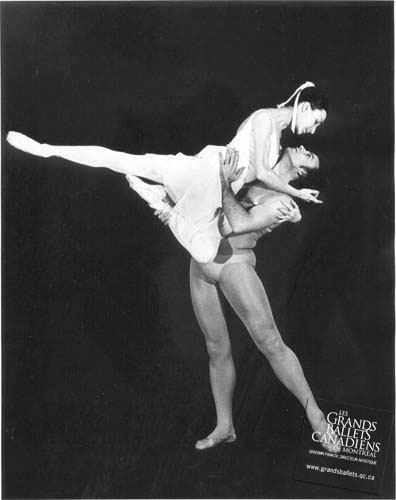 LES
GRANDS
BALLETS
CANADIENS
DE MONTRÉAL
GRADIMIR PANKOV, DIRECTEUR ARTISTIQUE
www.grandsballets.qc.ca